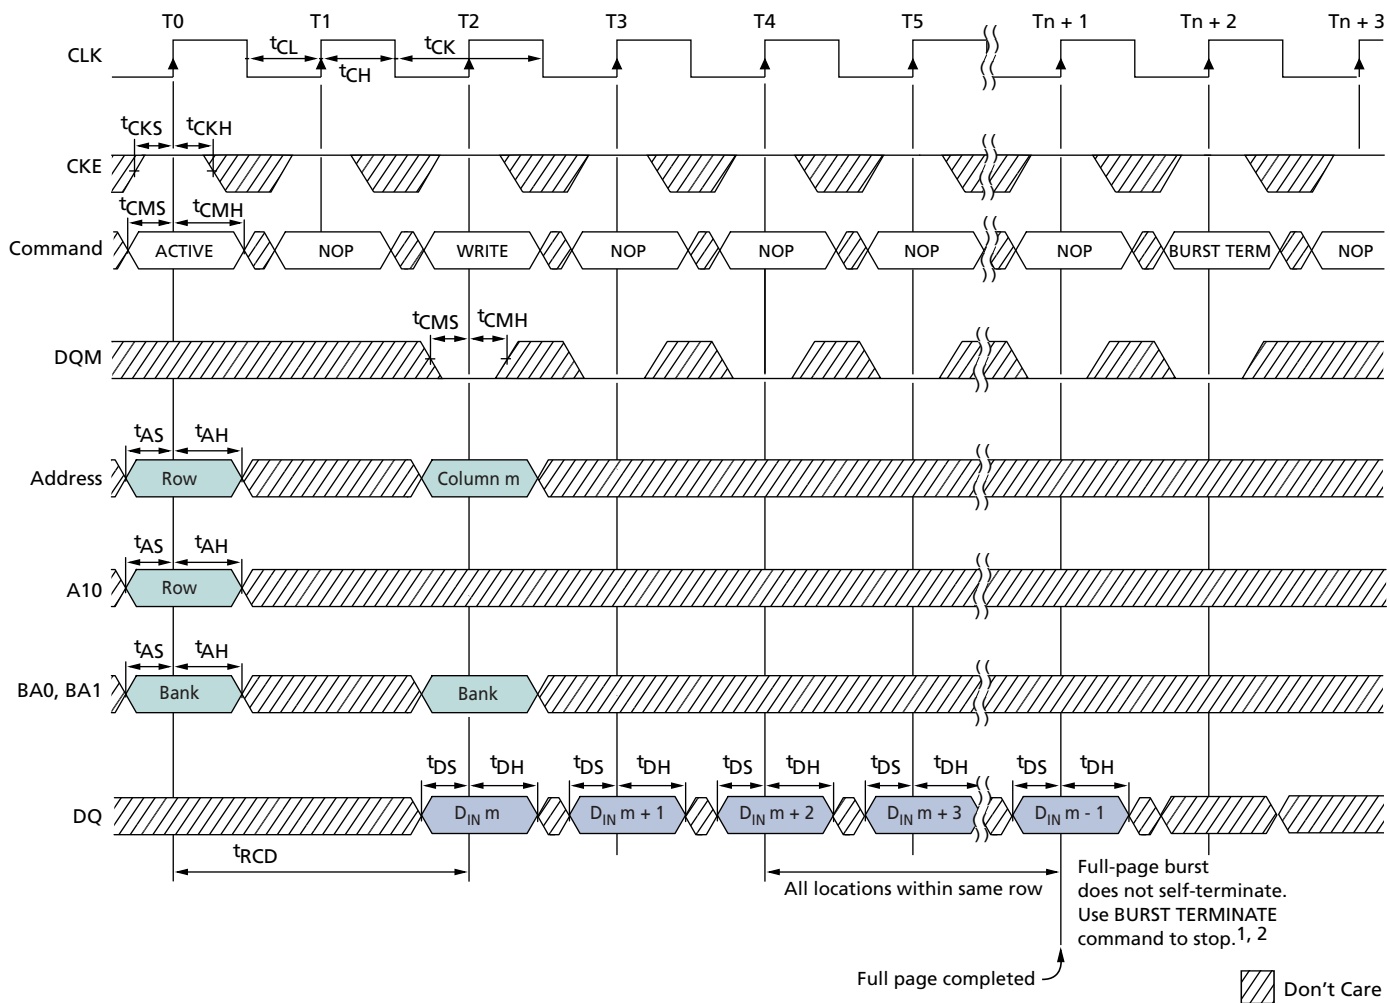 T0 T1 T2 T3 T4 T5 Tn + 1 Tn + 2 Tn + 3
CLK tCL tCH tCK
tCKS tCKH
CKE
tCMS tCMH
Command ACTIVE NOP WRITE NOP NOP NOP NOP BURST TERM NOP
tCMS tCMH
DQM
tAS tAH
Address Row Column m
tAS tAH
A10 Row
tAS tAH
BA0, BA1 Bank Bank
tDS tDH tDS tDH tDS tDH tDS tDH tDS tDH
DQ DIN m DIN m + 1 DIN m + 2 DIN m + 3 DIN m - 1
tRCD
All locations within same row
Full-page burst
does not self-terminate.
Use BURST TERMINATE
command to stop.1, 2
Full page completed
Don't Care